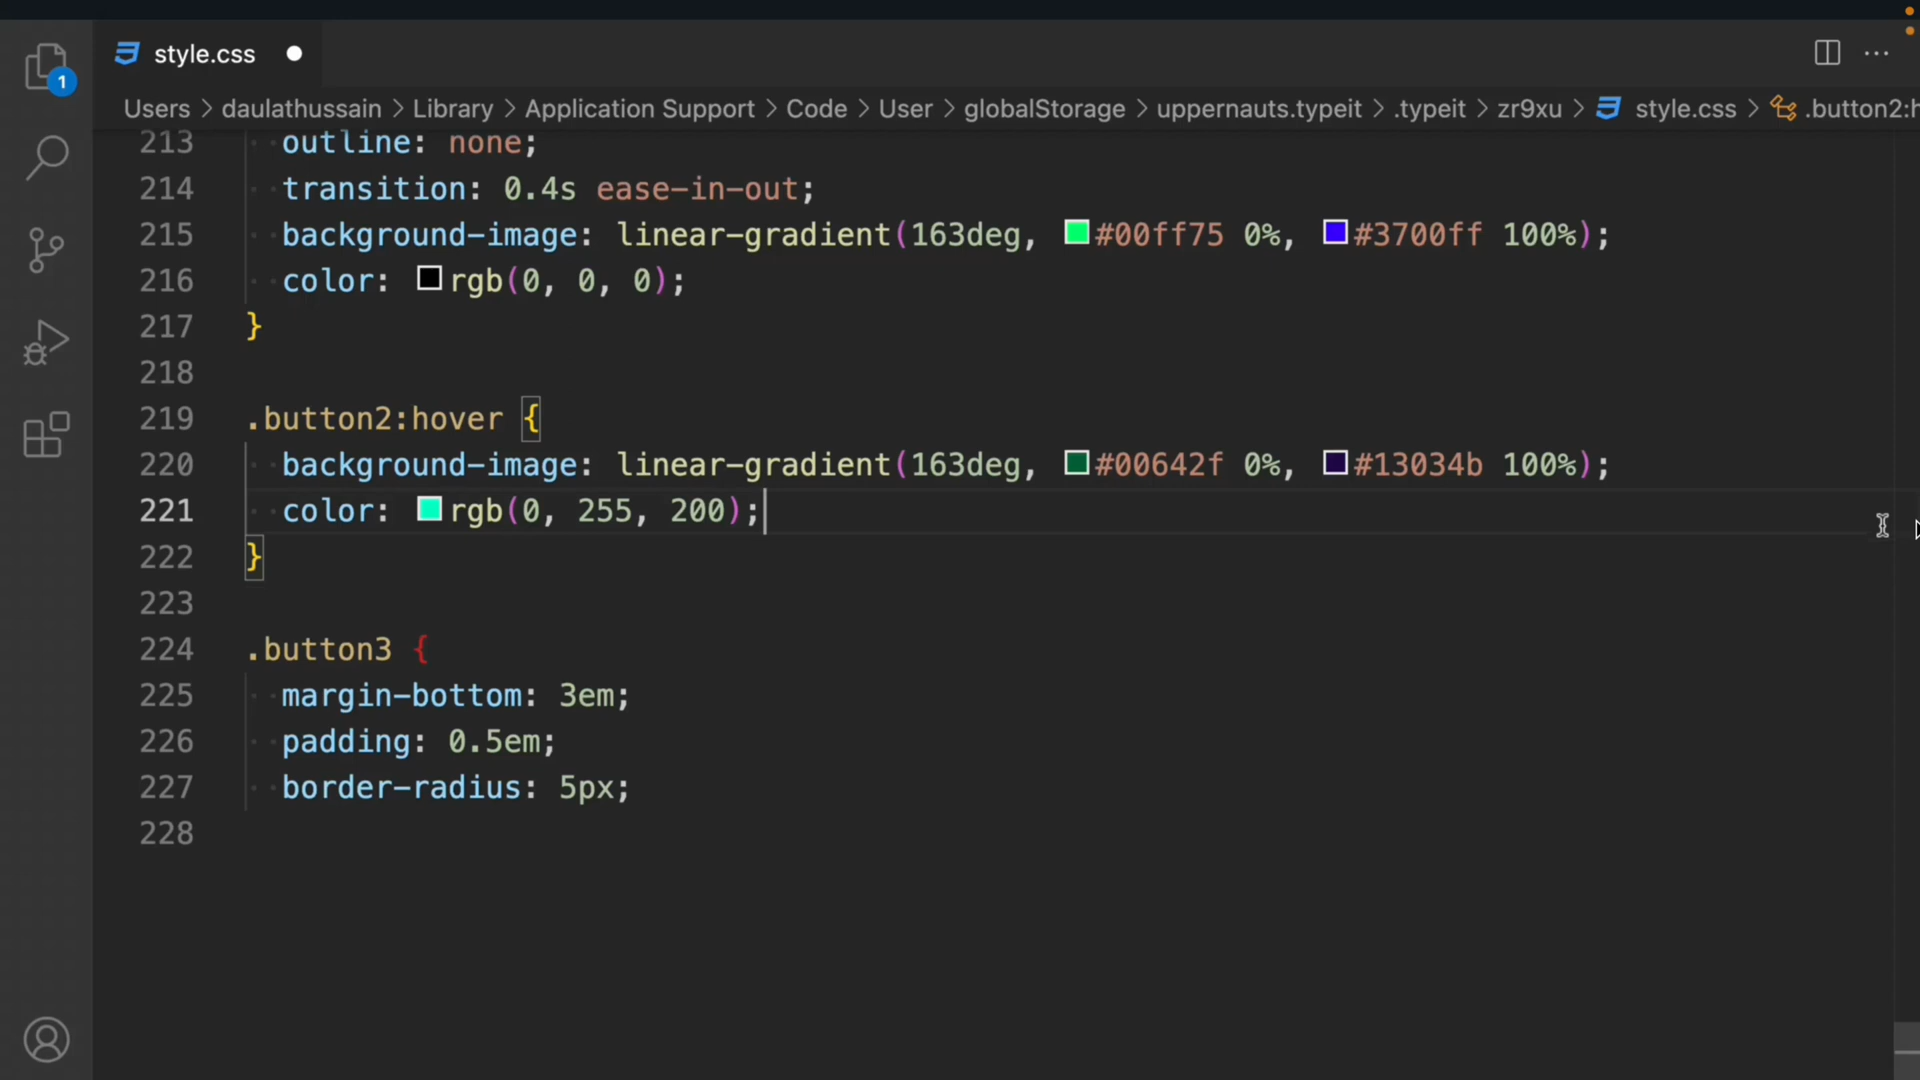 style.css
1
Users > daulathussain > Library > Application Support > Code > User > globalStorage > uppernauts.typeit > .typeit > zr9xu > style.css > .button2:h
213 outline: none;
214 transition: 0.4s ease-in-out;
215 background-image: linear-gradient(163deg, #00ff75 0%, #3700ff 100%);
216 color: rgb(0, 0, 0);
217 }
218
219 .button2:hover {
220 background-image: linear-gradient(163deg, #00642f 0%, #13034b 100%);
221 color: rgb(0, 255, 200);
222 }
223
224 .button3 {
225 margin-bottom: 3em;
226 padding: 0.5em;
227 border-radius: 5px;
228